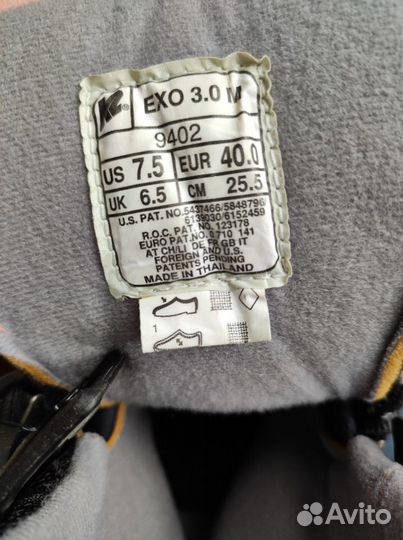 K2® EXO 3.0 M
9402
US 7.5 EUR 40.0
UK 6.5 CM 25.5
U.S. PAT. NO.5437466/5848796/
6139030/6152459
R.O.C. PAT.NO. 123178
EURO PAT.NO 0 710 141
AT CH LI DE FR GB IT
FOREIGN AND U.S.
PATENTS PENDING
MADE IN THAILAND
1
Avito